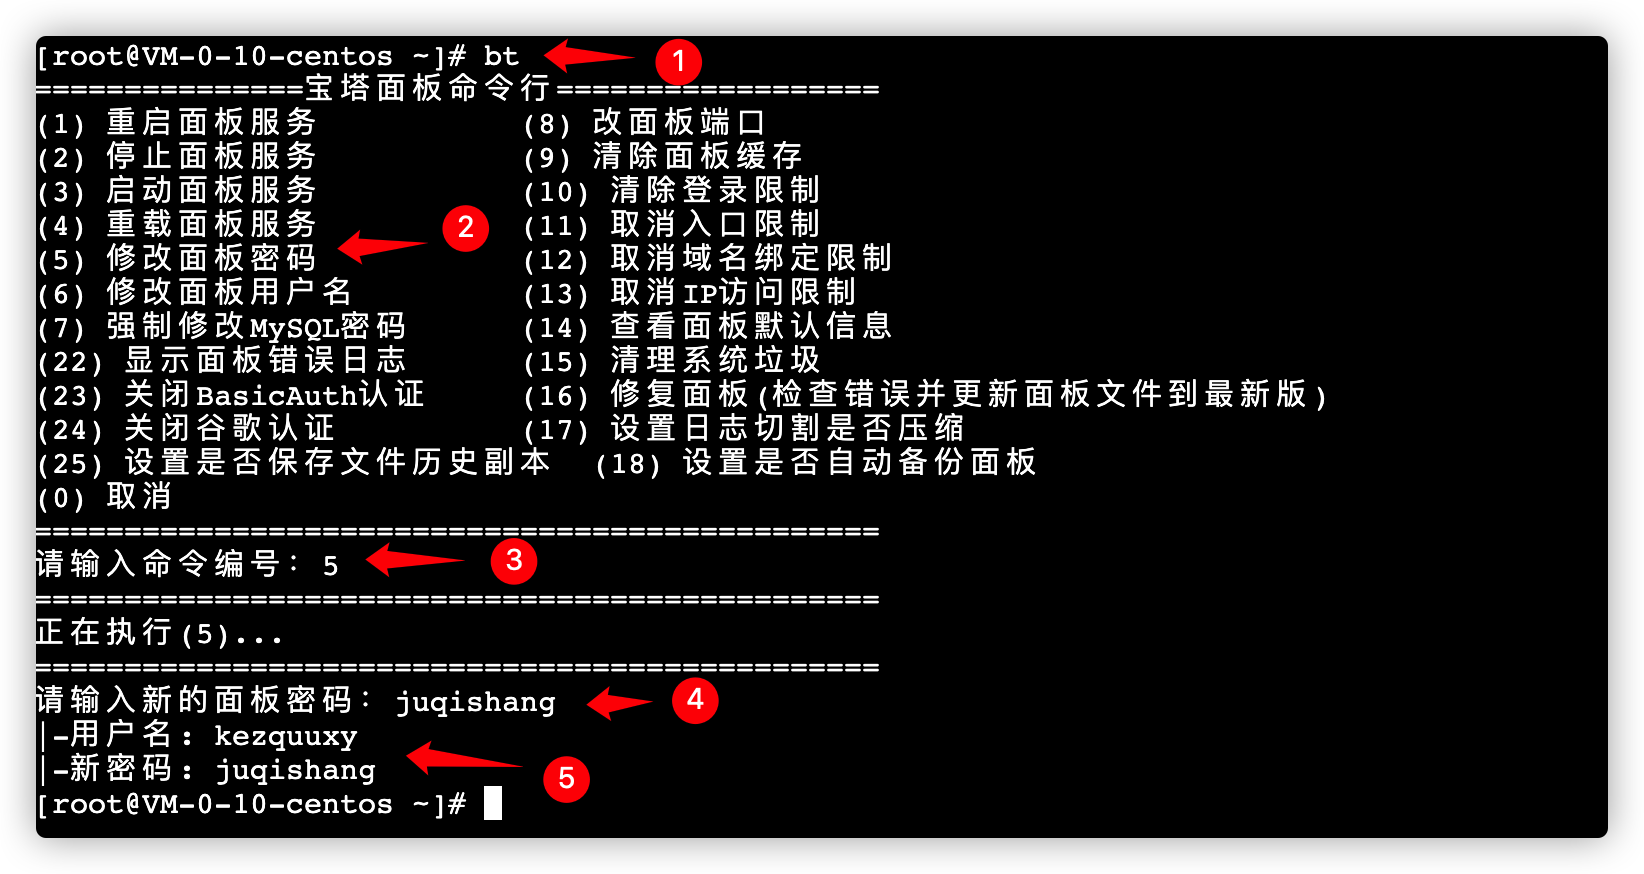 [root@VM-0-10-centos ~]# bt 1
===============宝塔面板命令行==================
(1) 重启面板服务 (8) 改面板端口
(2) 停止面板服务 (9) 清除面板缓存
(3) 启动面板服务 (10) 清除登录限制
(4) 重载面板服务 2 (11) 取消入口限制
(5) 修改面板密码 (12) 取消域名绑定限制
(6) 修改面板用户名 (13) 取消IP访问限制
(7) 强制修改MySQL密码 (14) 查看面板默认信息
(22) 显示面板错误日志 (15) 清理系统垃圾
(23) 关闭BasicAuth认证 (16) 修复面板(检查错误并更新面板文件到最新版)
(24) 关闭谷歌认证 (17) 设置日志切割是否压缩
(25) 设置是否保存文件历史副本 (18) 设置是否自动备份面板
(0) 取消
===============================================
请输入命令编号：5 3
===============================================
正在执行(5)...
===============================================
请输入新的面板密码：juqishang 4
|-用户名: kezquuxy
|-新密码: juqishang 5
[root@VM-0-10-centos ~]#